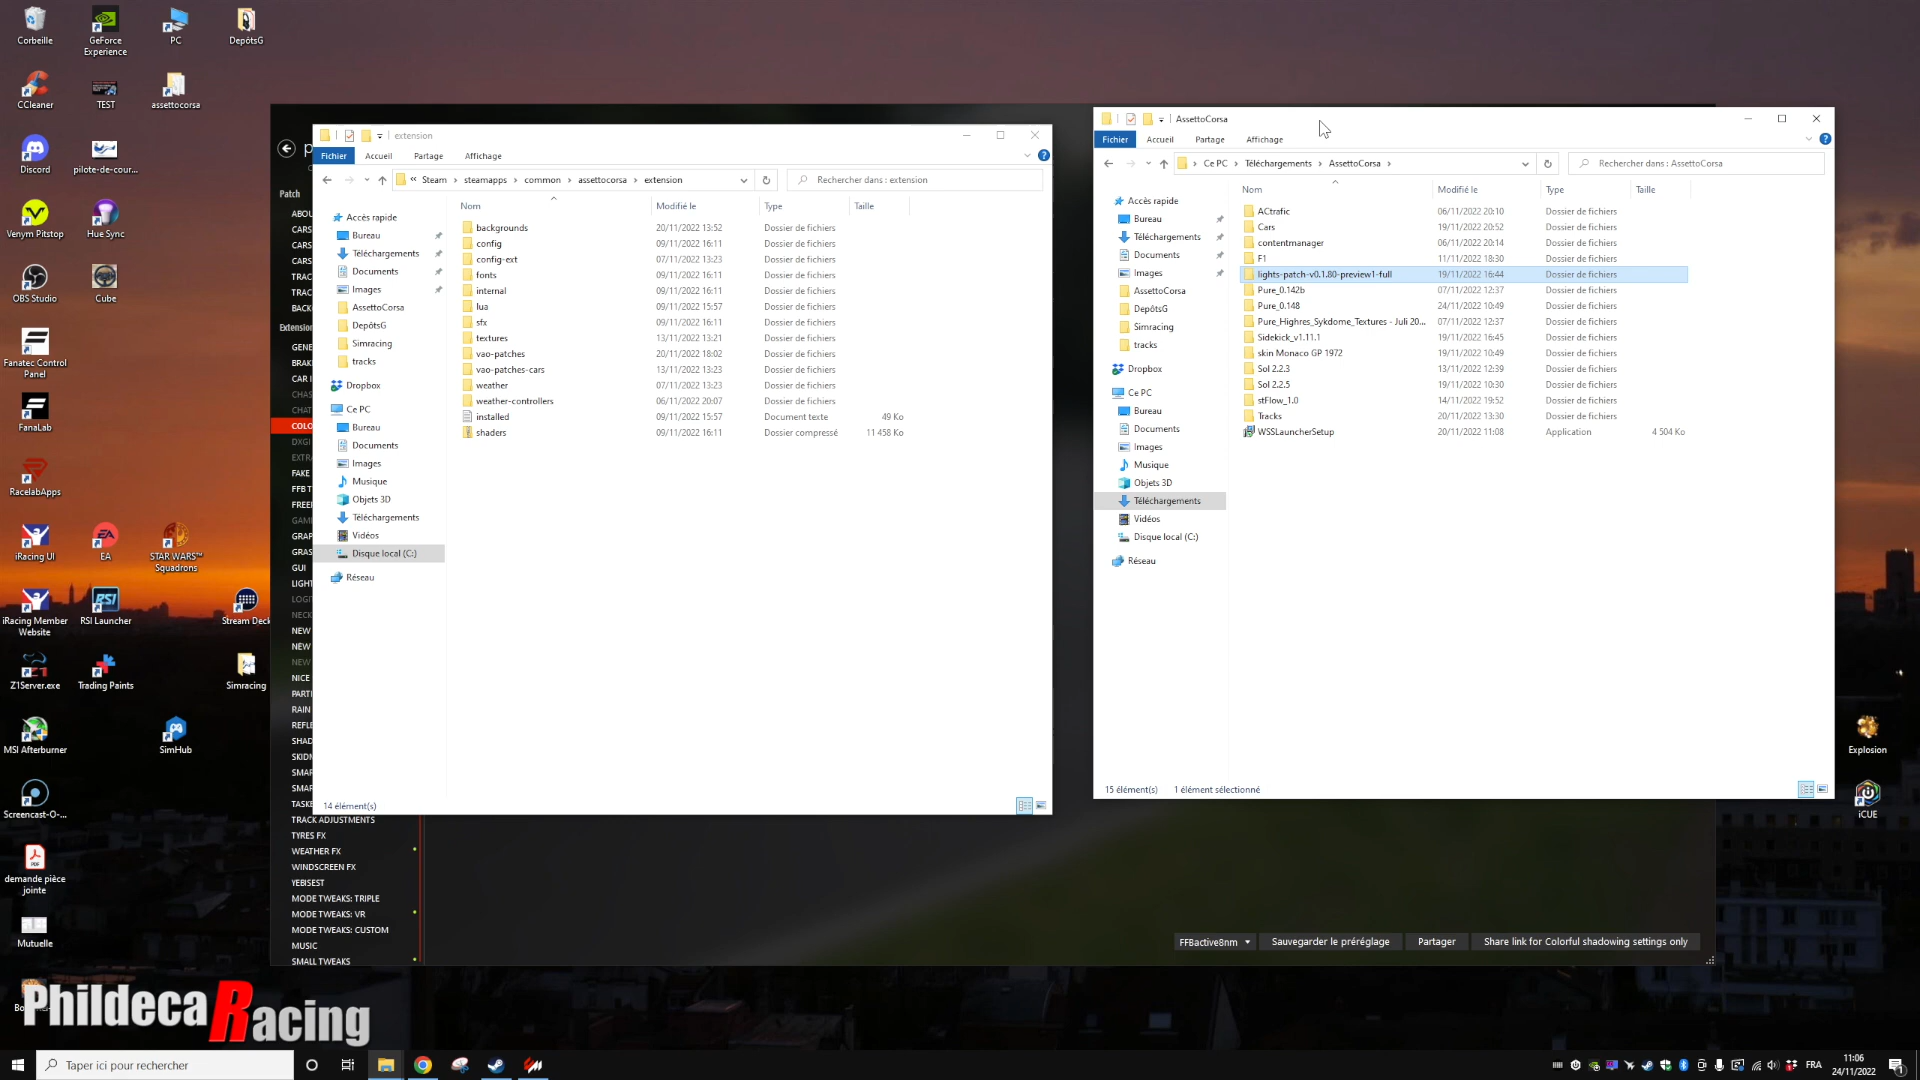 Corbeille
GeForce
Experience
PC
DepôtsG
CCleaner
TEST
assettocorsa
Discord
pilote-de-cour...
Venym Pitstop
Hue Sync
OBS Studio
Cube
Fanatec Control
Panel
FanaLab
RacelabApps
iRacing UI
EA
STAR WARS™
Squadrons
iRacing Member
Website
RSI Launcher
Stream Deck
Z1Server.exe
Trading Paints
Simracing
MSI Afterburner
SimHub
Screencast-O-...
demande pièce
jointe
Mutuelle
Explosion
iCUE
Phildeca Racing
Patch
TRACK ADJUSTMENTS
TYRES FX
WEATHER FX
WINDSCREEN FX
YEBISEST
MODE TWEAKS: TRIPLE
MODE TWEAKS: VR
MODE TWEAKS: CUSTOM
MUSIC
SMALL TWEAKS
FFBactive8nm
Sauvegarder le préréglage
Partager
Share link for Colorful shadowing settings only
extension
Fichier Accueil Partage Affichage
« Steam › steamapps › common › assettocorsa › extension
Rechercher dans : extension
Accès rapide
Bureau
Téléchargements
Documents
Images
AssettoCorsa
DepôtsG
Simracing
tracks
Dropbox
Ce PC
Bureau
Documents
Images
Musique
Objets 3D
Téléchargements
Vidéos
Disque local (C:)
Réseau
Nom Modifié le Type Taille
backgrounds 20/11/2022 13:52 Dossier de fichiers
config 09/11/2022 16:11 Dossier de fichiers
config-ext 07/11/2022 13:23 Dossier de fichiers
fonts 09/11/2022 16:11 Dossier de fichiers
internal 09/11/2022 16:11 Dossier de fichiers
lua 09/11/2022 15:57 Dossier de fichiers
sfx 09/11/2022 16:11 Dossier de fichiers
textures 13/11/2022 13:21 Dossier de fichiers
vao-patches 20/11/2022 18:02 Dossier de fichiers
vao-patches-cars 13/11/2022 13:23 Dossier de fichiers
weather 07/11/2022 13:23 Dossier de fichiers
weather-controllers 06/11/2022 20:07 Dossier de fichiers
installed 09/11/2022 15:57 Document texte 49 Ko
shaders 09/11/2022 16:11 Dossier compressé 11 458 Ko
14 élément(s)
AssettoCorsa
Fichier Accueil Partage Affichage
› Ce PC › Téléchargements › AssettoCorsa ›
Rechercher dans : AssettoCorsa
Accès rapide
Bureau
Téléchargements
Documents
Images
AssettoCorsa
DepôtsG
Simracing
tracks
Dropbox
Ce PC
Bureau
Documents
Images
Musique
Objets 3D
Téléchargements
Vidéos
Disque local (C:)
Réseau
Nom Modifié le Type Taille
ACtrafic 06/11/2022 20:10 Dossier de fichiers
Cars 19/11/2022 20:52 Dossier de fichiers
contentmanager 06/11/2022 20:14 Dossier de fichiers
F1 11/11/2022 18:30 Dossier de fichiers
lights-patch-v0.1.80-preview1-full 19/11/2022 16:44 Dossier de fichiers
Pure_0.142b 07/11/2022 12:37 Dossier de fichiers
Pure_0.148 24/11/2022 10:49 Dossier de fichiers
Pure_Highres_Sykdome_Textures - Juli 20... 07/11/2022 12:37 Dossier de fichiers
Sidekick_v1.11.1 19/11/2022 16:45 Dossier de fichiers
skin Monaco GP 1972 19/11/2022 10:49 Dossier de fichiers
Sol 2.2.3 13/11/2022 12:39 Dossier de fichiers
Sol 2.2.5 19/11/2022 10:30 Dossier de fichiers
stFlow_1.0 14/11/2022 19:52 Dossier de fichiers
Tracks 20/11/2022 13:30 Dossier de fichiers
WSSLauncherSetup 20/11/2022 11:08 Application 4 504 Ko
15 élément(s) 1 élément sélectionné
Taper ici pour rechercher
FRA
11:06
24/11/2022